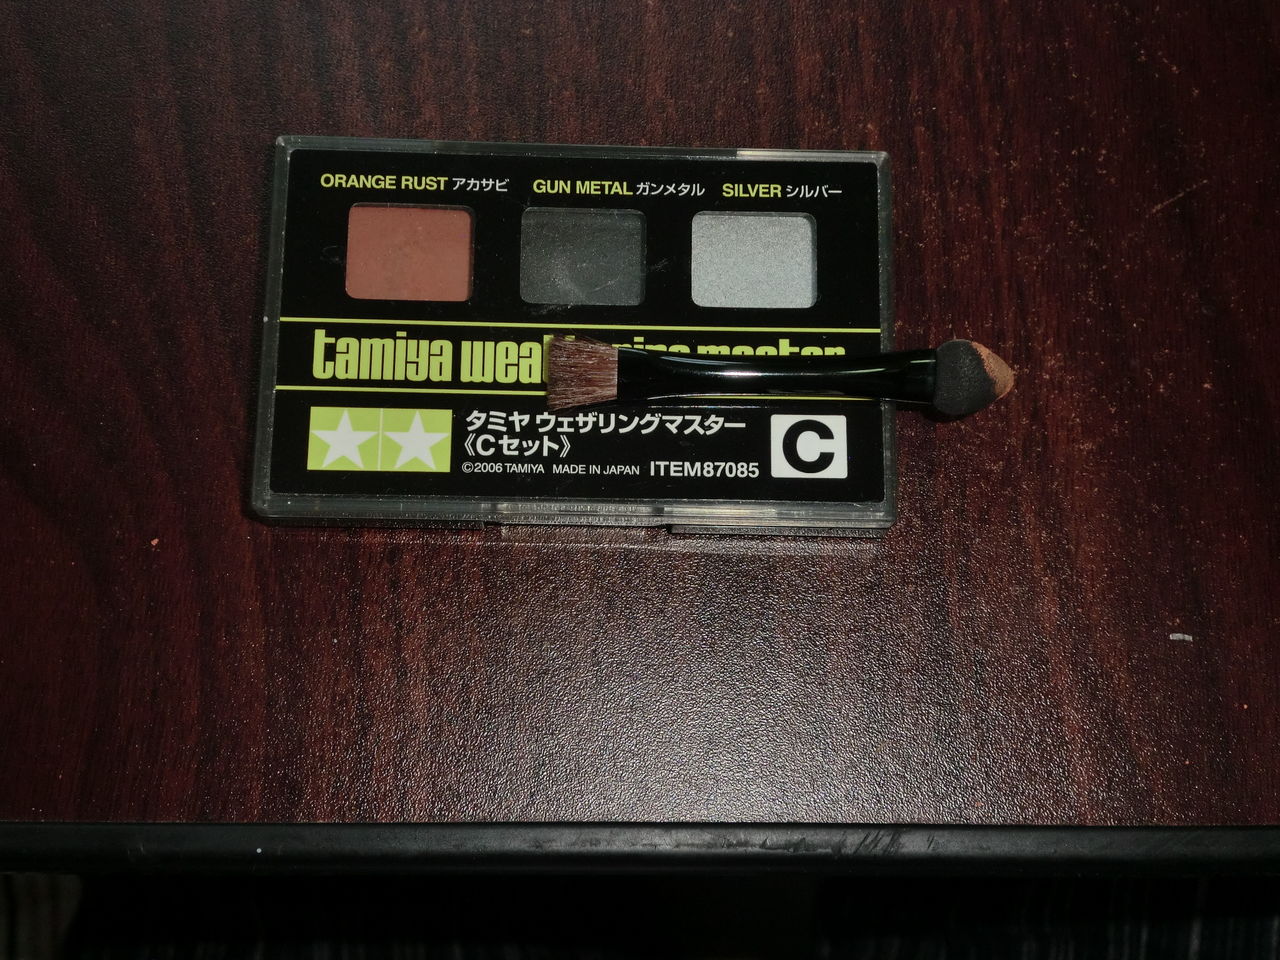 ORANGE RUST アカサビ GUN METAL ガンメタル SILVER シルバー
tamiya
タミヤ ウェザリングマスター
《Cセット》
©2006 TAMIYA MADE IN JAPAN ITEM87085
C